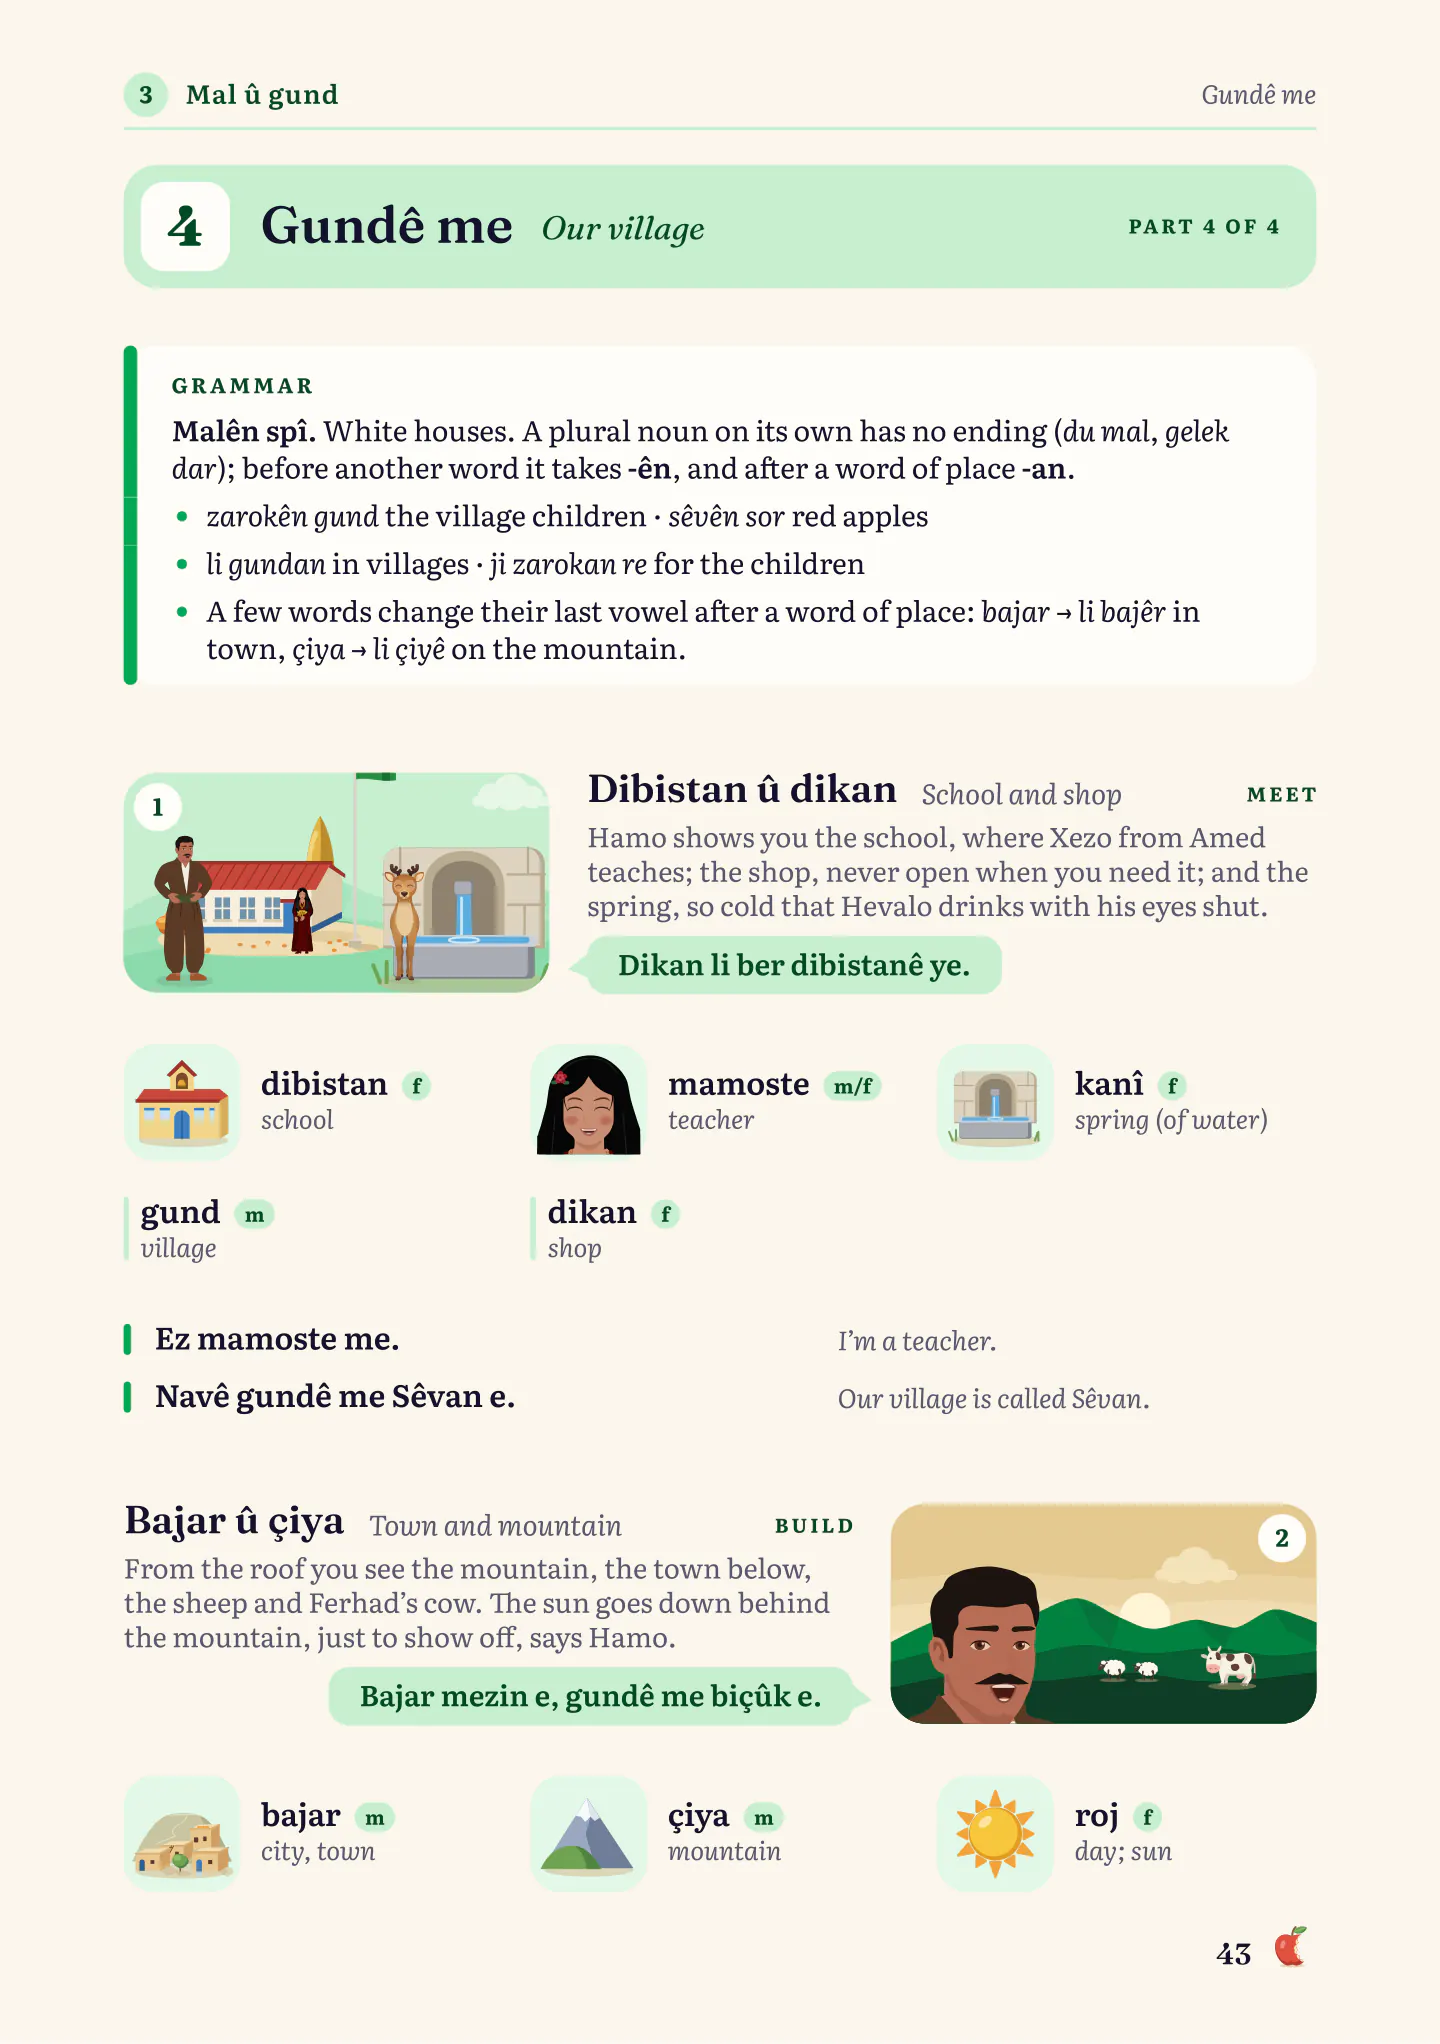 3 Mal û gund
Gundê me
4 Gundê me Our village PART 4 OF 4
GRAMMAR
Malên spî. White houses. A plural noun on its own has no ending (du mal, gelek
dar); before another word it takes -ên, and after a word of place -an.
• zarokên gund the village children · sêvên sor red apples
• li gundan in villages · ji zarokan re for the children
• A few words change their last vowel after a word of place: bajar → li bajêr in
town, çiya → li çiyê on the mountain.
1
Dibistan û dikan School and shop MEET
Hamo shows you the school, where Xezo from Amed
teaches; the shop, never open when you need it; and the
spring, so cold that Hevalo drinks with his eyes shut.
Dikan li ber dibistanê ye.
dibistan f
school
mamoste m/f
teacher
kanî f
spring (of water)
gund m
village
dikan f
shop
Ez mamoste me. I’m a teacher.
Navê gundê me Sêvan e. Our village is called Sêvan.
Bajar û çiya Town and mountain BUILD
From the roof you see the mountain, the town below,
the sheep and Ferhad’s cow. The sun goes down behind
the mountain, just to show off, says Hamo.
Bajar mezin e, gundê me biçûk e.
2
bajar m
city, town
çiya m
mountain
roj f
day; sun
43